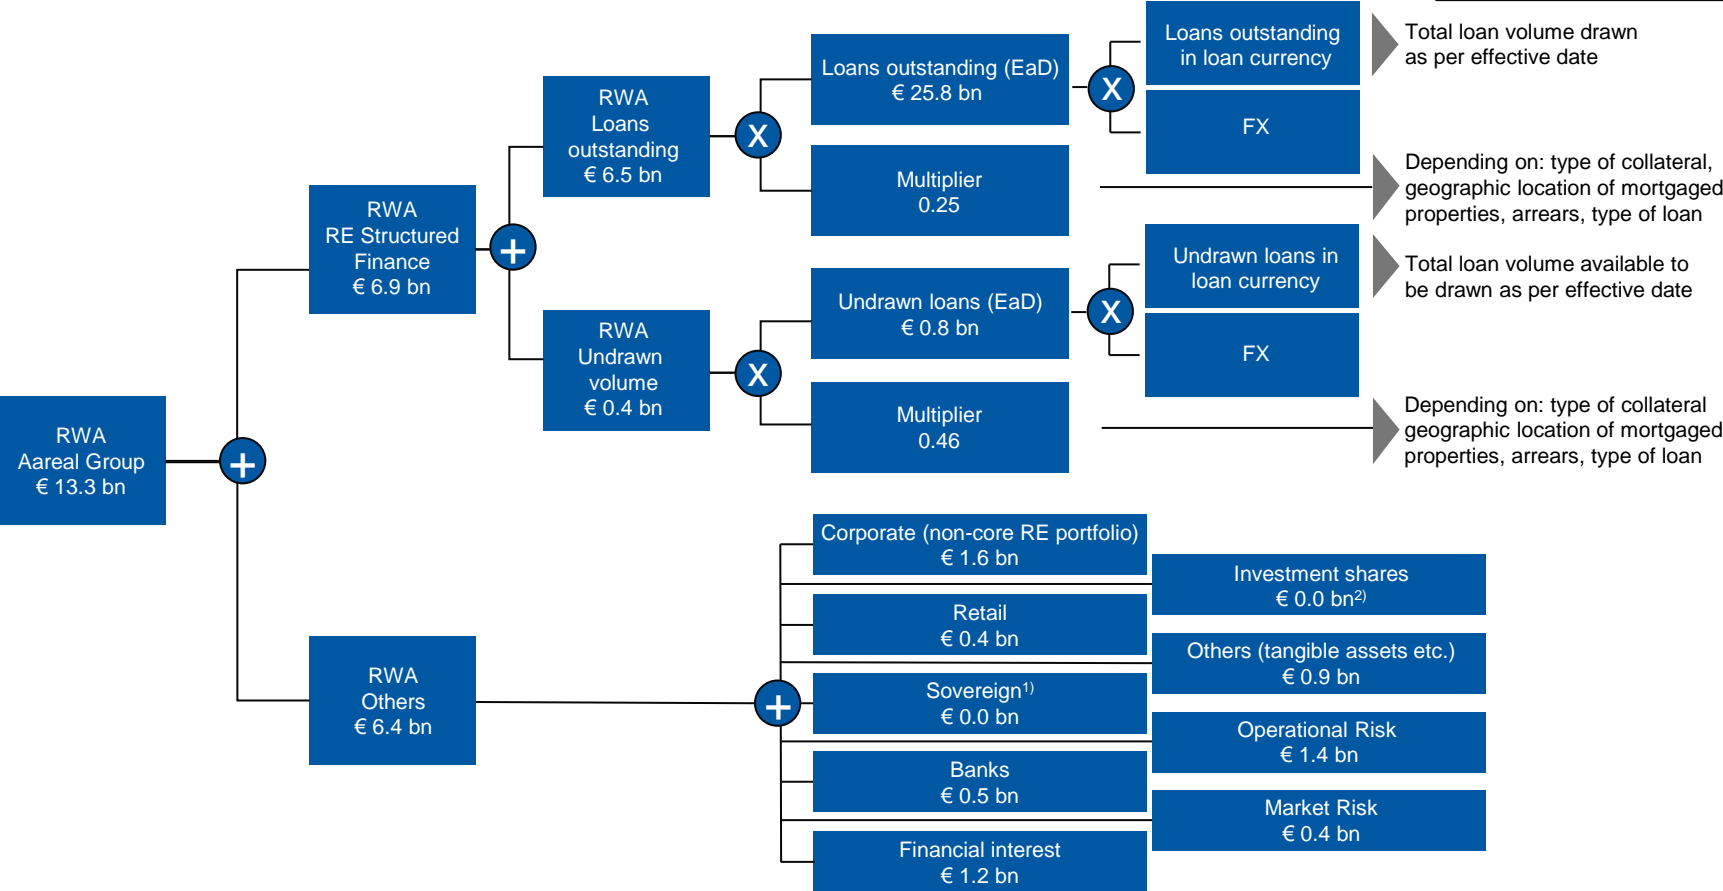 RWA
Aareal Group
€ 13.3 bn
+
RWA
RE Structured
Finance
€ 6.9 bn
+
RWA
Loans
outstanding
€ 6.5 bn
X
Loans outstanding (EaD)
€ 25.8 bn
X
Loans outstanding
in loan currency
Total loan volume drawn
as per effective date
FX
Multiplier
0.25
Depending on: type of collateral,
geographic location of mortgaged
properties, arrears, type of loan
RWA
Undrawn
volume
€ 0.4 bn
X
Undrawn loans (EaD)
€ 0.8 bn
X
Undrawn loans in
loan currency
Total loan volume available to
be drawn as per effective date
FX
Multiplier
0.46
Depending on: type of collateral
geographic location of mortgaged
properties, arrears, type of loan
RWA
Others
€ 6.4 bn
+
Corporate (non-core RE portfolio)
€ 1.6 bn
Investment shares
€ 0.0 bn2)
Retail
€ 0.4 bn
Others (tangible assets etc.)
€ 0.9 bn
Sovereign1)
€ 0.0 bn
Operational Risk
€ 1.4 bn
Banks
€ 0.5 bn
Market Risk
€ 0.4 bn
Financial interest
€ 1.2 bn